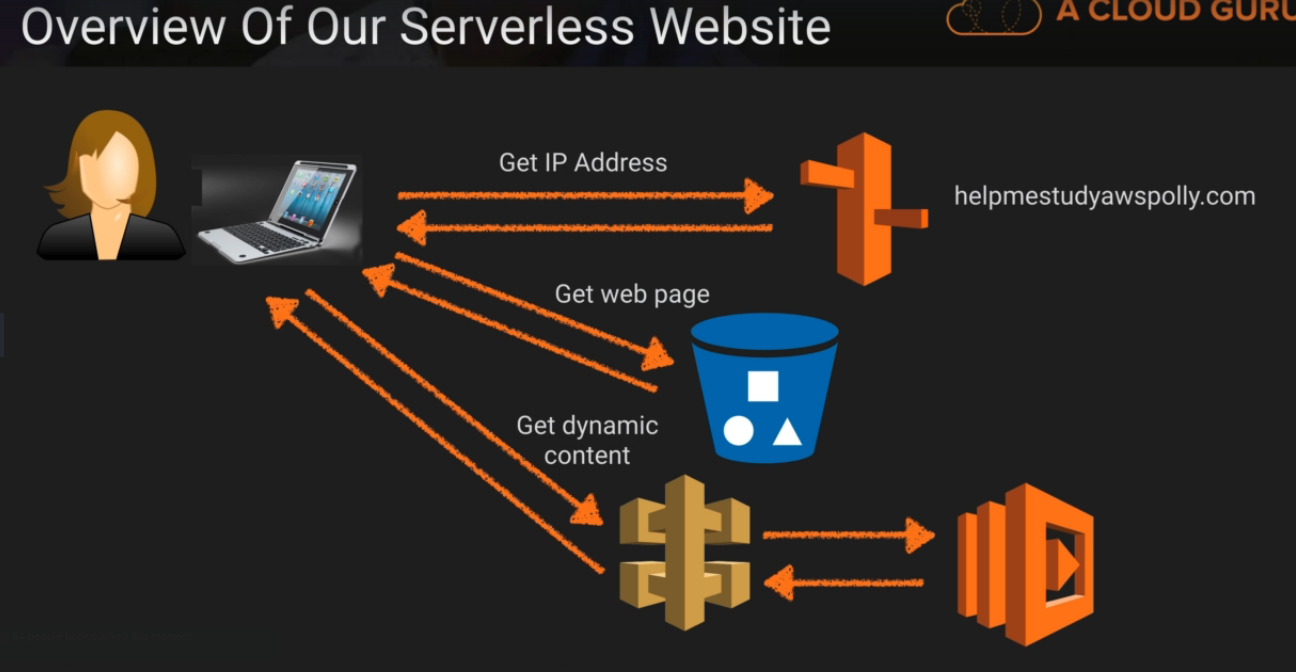 Overview Of Our Serverless Website
A CLOUD GURU
Get IP Address
helpmestudyawspolly.com
Get web page
Get dynamic
content